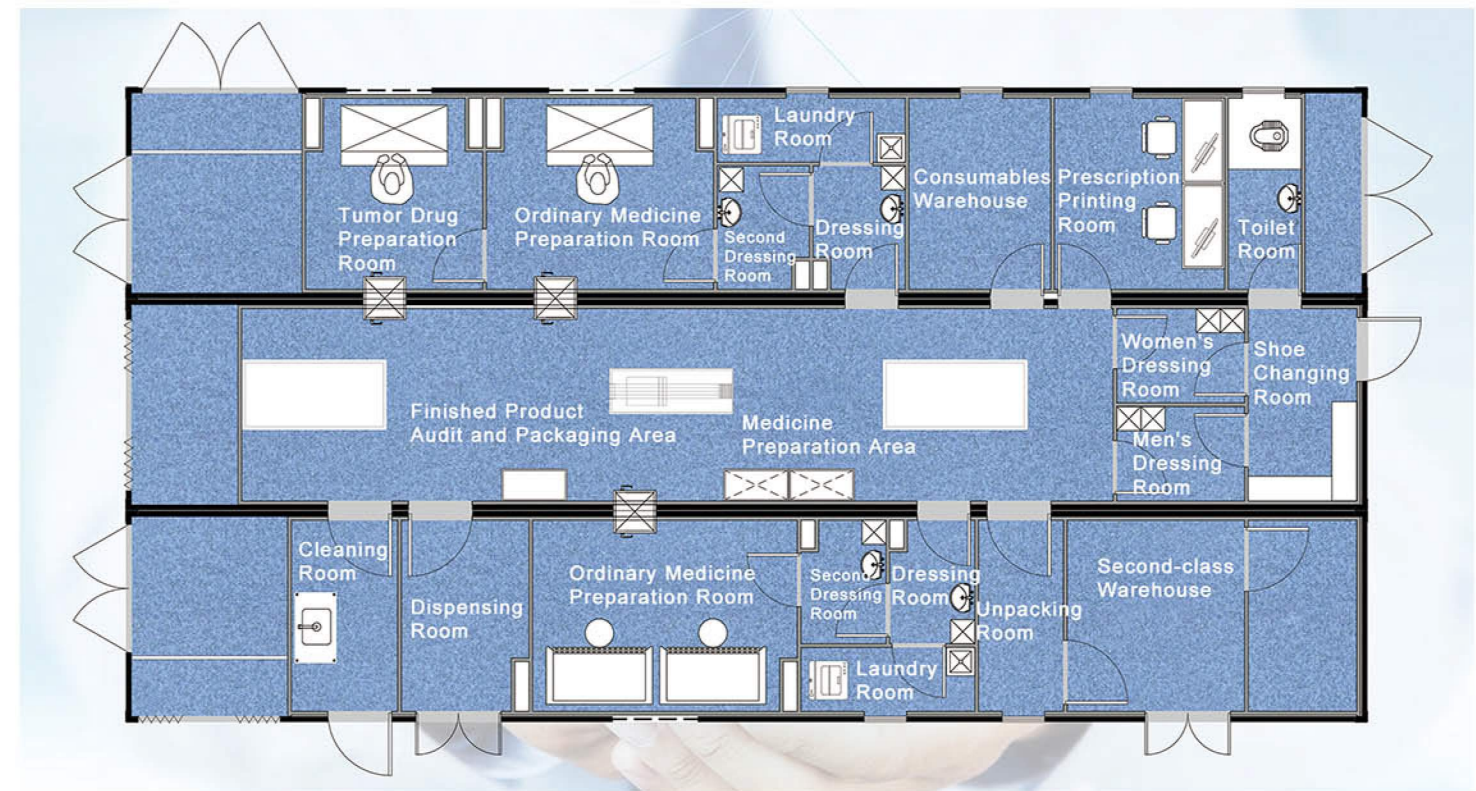 Laundry
Room
Tumor Drug
Preparation
Room
Ordinary Medicine
Preparation Room
Second
Dressing
Room
Dressing
Room
Consumables
Warehouse
Prescription
Printing
Room
Toilet
Room
Finished Product
Audit and Packaging Area
Medicine
Preparation Area
Women's
Dressing
Room
Men's
Dressing
Room
Shoe
Changing
Room
Cleaning
Room
Dispensing
Room
Ordinary Medicine
Preparation Room
Second
Dressing
Room
Dressing
Room
Unpacking
Room
Laundry
Room
Second-class
Warehouse